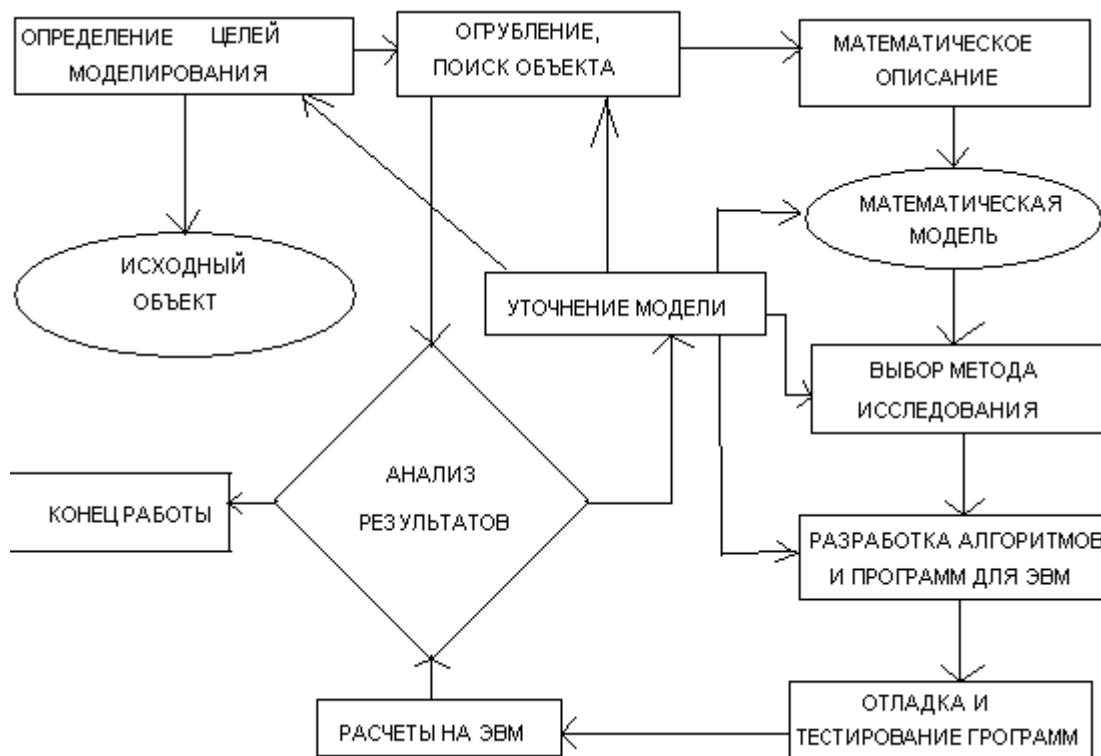 ОПРЕДЕЛЕНИЕ ЦЕЛЕЙ
МОДЕЛИРОВАНИЯ
ОГРУБЛЕНИЕ,
ПОИСК ОБЪЕКТА
МАТЕМАТИЧЕСКОЕ
ОПИСАНИЕ
ИСХОДНЫЙ
ОБЪЕКТ
МАТЕМАТИЧЕСКАЯ
МОДЕЛЬ
УТОЧНЕНИЕ МОДЕЛИ
ВЫБОР МЕТОДА
ИССЛЕДОВАНИЯ
АНАЛИЗ
РЕЗУЛЬТАТОВ
КОНЕЦ РАБОТЫ
РАЗРАБОТКА АЛГОРИТМОВ
И ПРОГРАММ ДЛЯ ЭВМ
ОТЛАДКА И
ТЕСТИРОВАНИЕ ГРОГРАММ
РАСЧЕТЫ НА ЭВМ